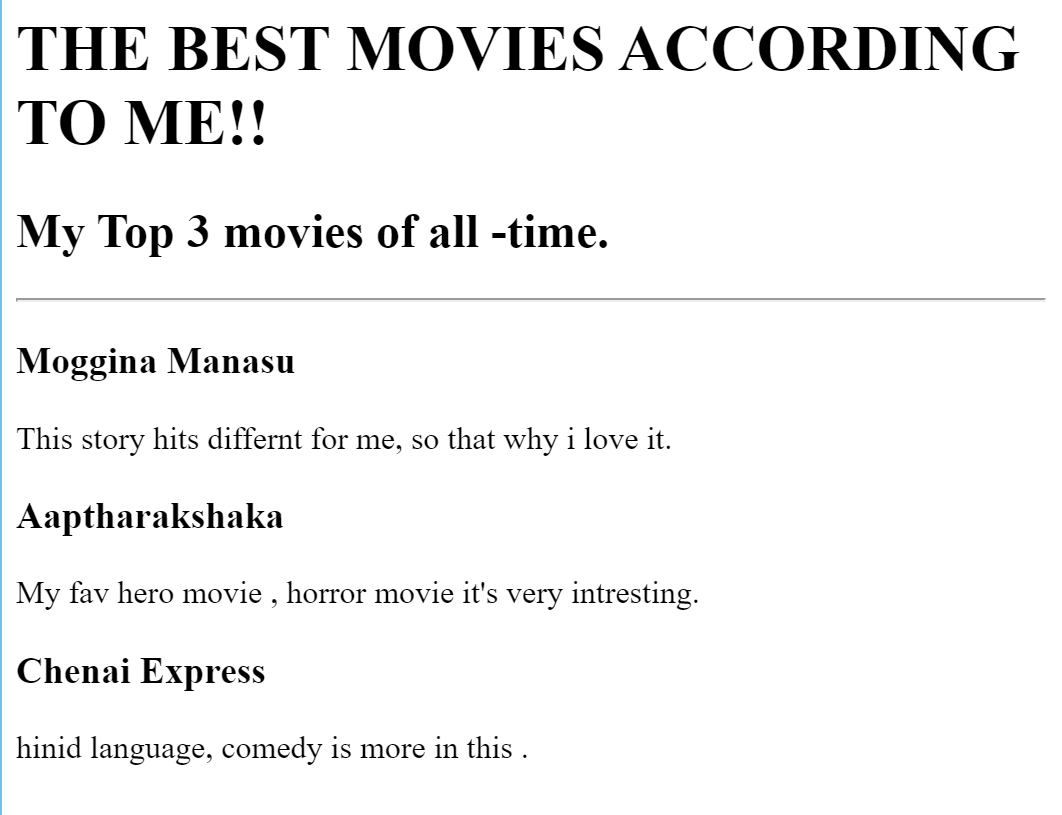 THE BEST MOVIES ACCORDING
TO ME!!
My Top 3 movies of all -time.
Moggina Manasu
This story hits differnt for me, so that why i love it.
Aaptharakshaka
My fav hero movie , horror movie it's very intresting.
Chenai Express
hinid language, comedy is more in this .